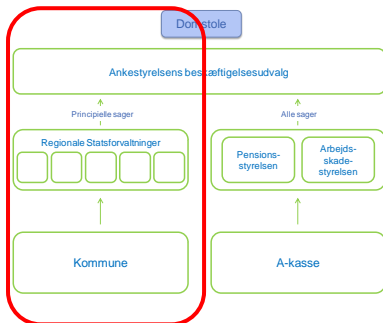 Domstole
Ankestyrelsens beskæftigelsesudvalg
Principielle sager
Alle sager
Regionale Statsforvaltninger
Pensions-
styrelsen
Arbejds-
skade-
styrelsen
Kommune
A-kasse